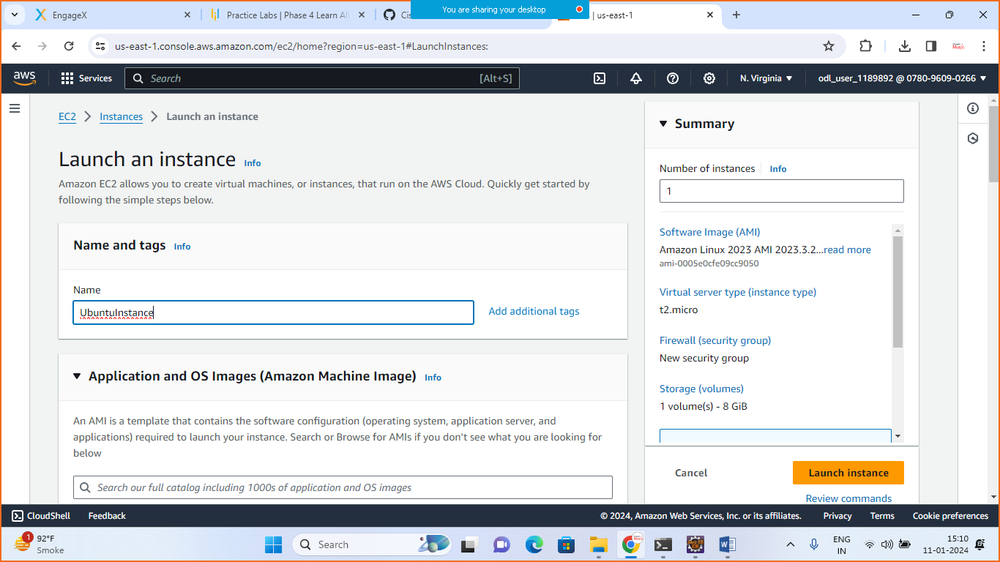 You are sharing your desktop
EngageX
Practice Labs | Phase 4 Learn Al
Cis
| us-east-1
us-east-1.console.aws.amazon.com/ec2/home?region=us-east-1#LaunchInstances:
aws
Services
Search
[Alt+S]
N. Virginia
odl_user_1189892 @ 0780-9609-0266
EC2
Instances
Launch an instance
Launch an instance Info
Amazon EC2 allows you to create virtual machines, or instances, that run on the AWS Cloud. Quickly get started by
following the simple steps below.
Name and tags Info
Name
UbuntuInstance
Add additional tags
Application and OS Images (Amazon Machine Image) Info
An AMI is a template that contains the software configuration (operating system, application server, and
applications) required to launch your instance. Search or Browse for AMIs if you don't see what you are looking for
below
Search our full catalog including 1000s of application and OS images
Summary
Number of instances Info
1
Software Image (AMI)
Amazon Linux 2023 AMI 2023.3.2...read more
ami-0005e0cfe09cc9050
Virtual server type (instance type)
t2.micro
Firewall (security group)
New security group
Storage (volumes)
1 volume(s) - 8 GiB
Cancel
Launch instance
Review commands
CloudShell
Feedback
© 2024, Amazon Web Services, Inc. or its affiliates.
Privacy
Terms
Cookie preferences
1
92°F
Smoke
Search
ENG
IN
15:10
11-01-2024